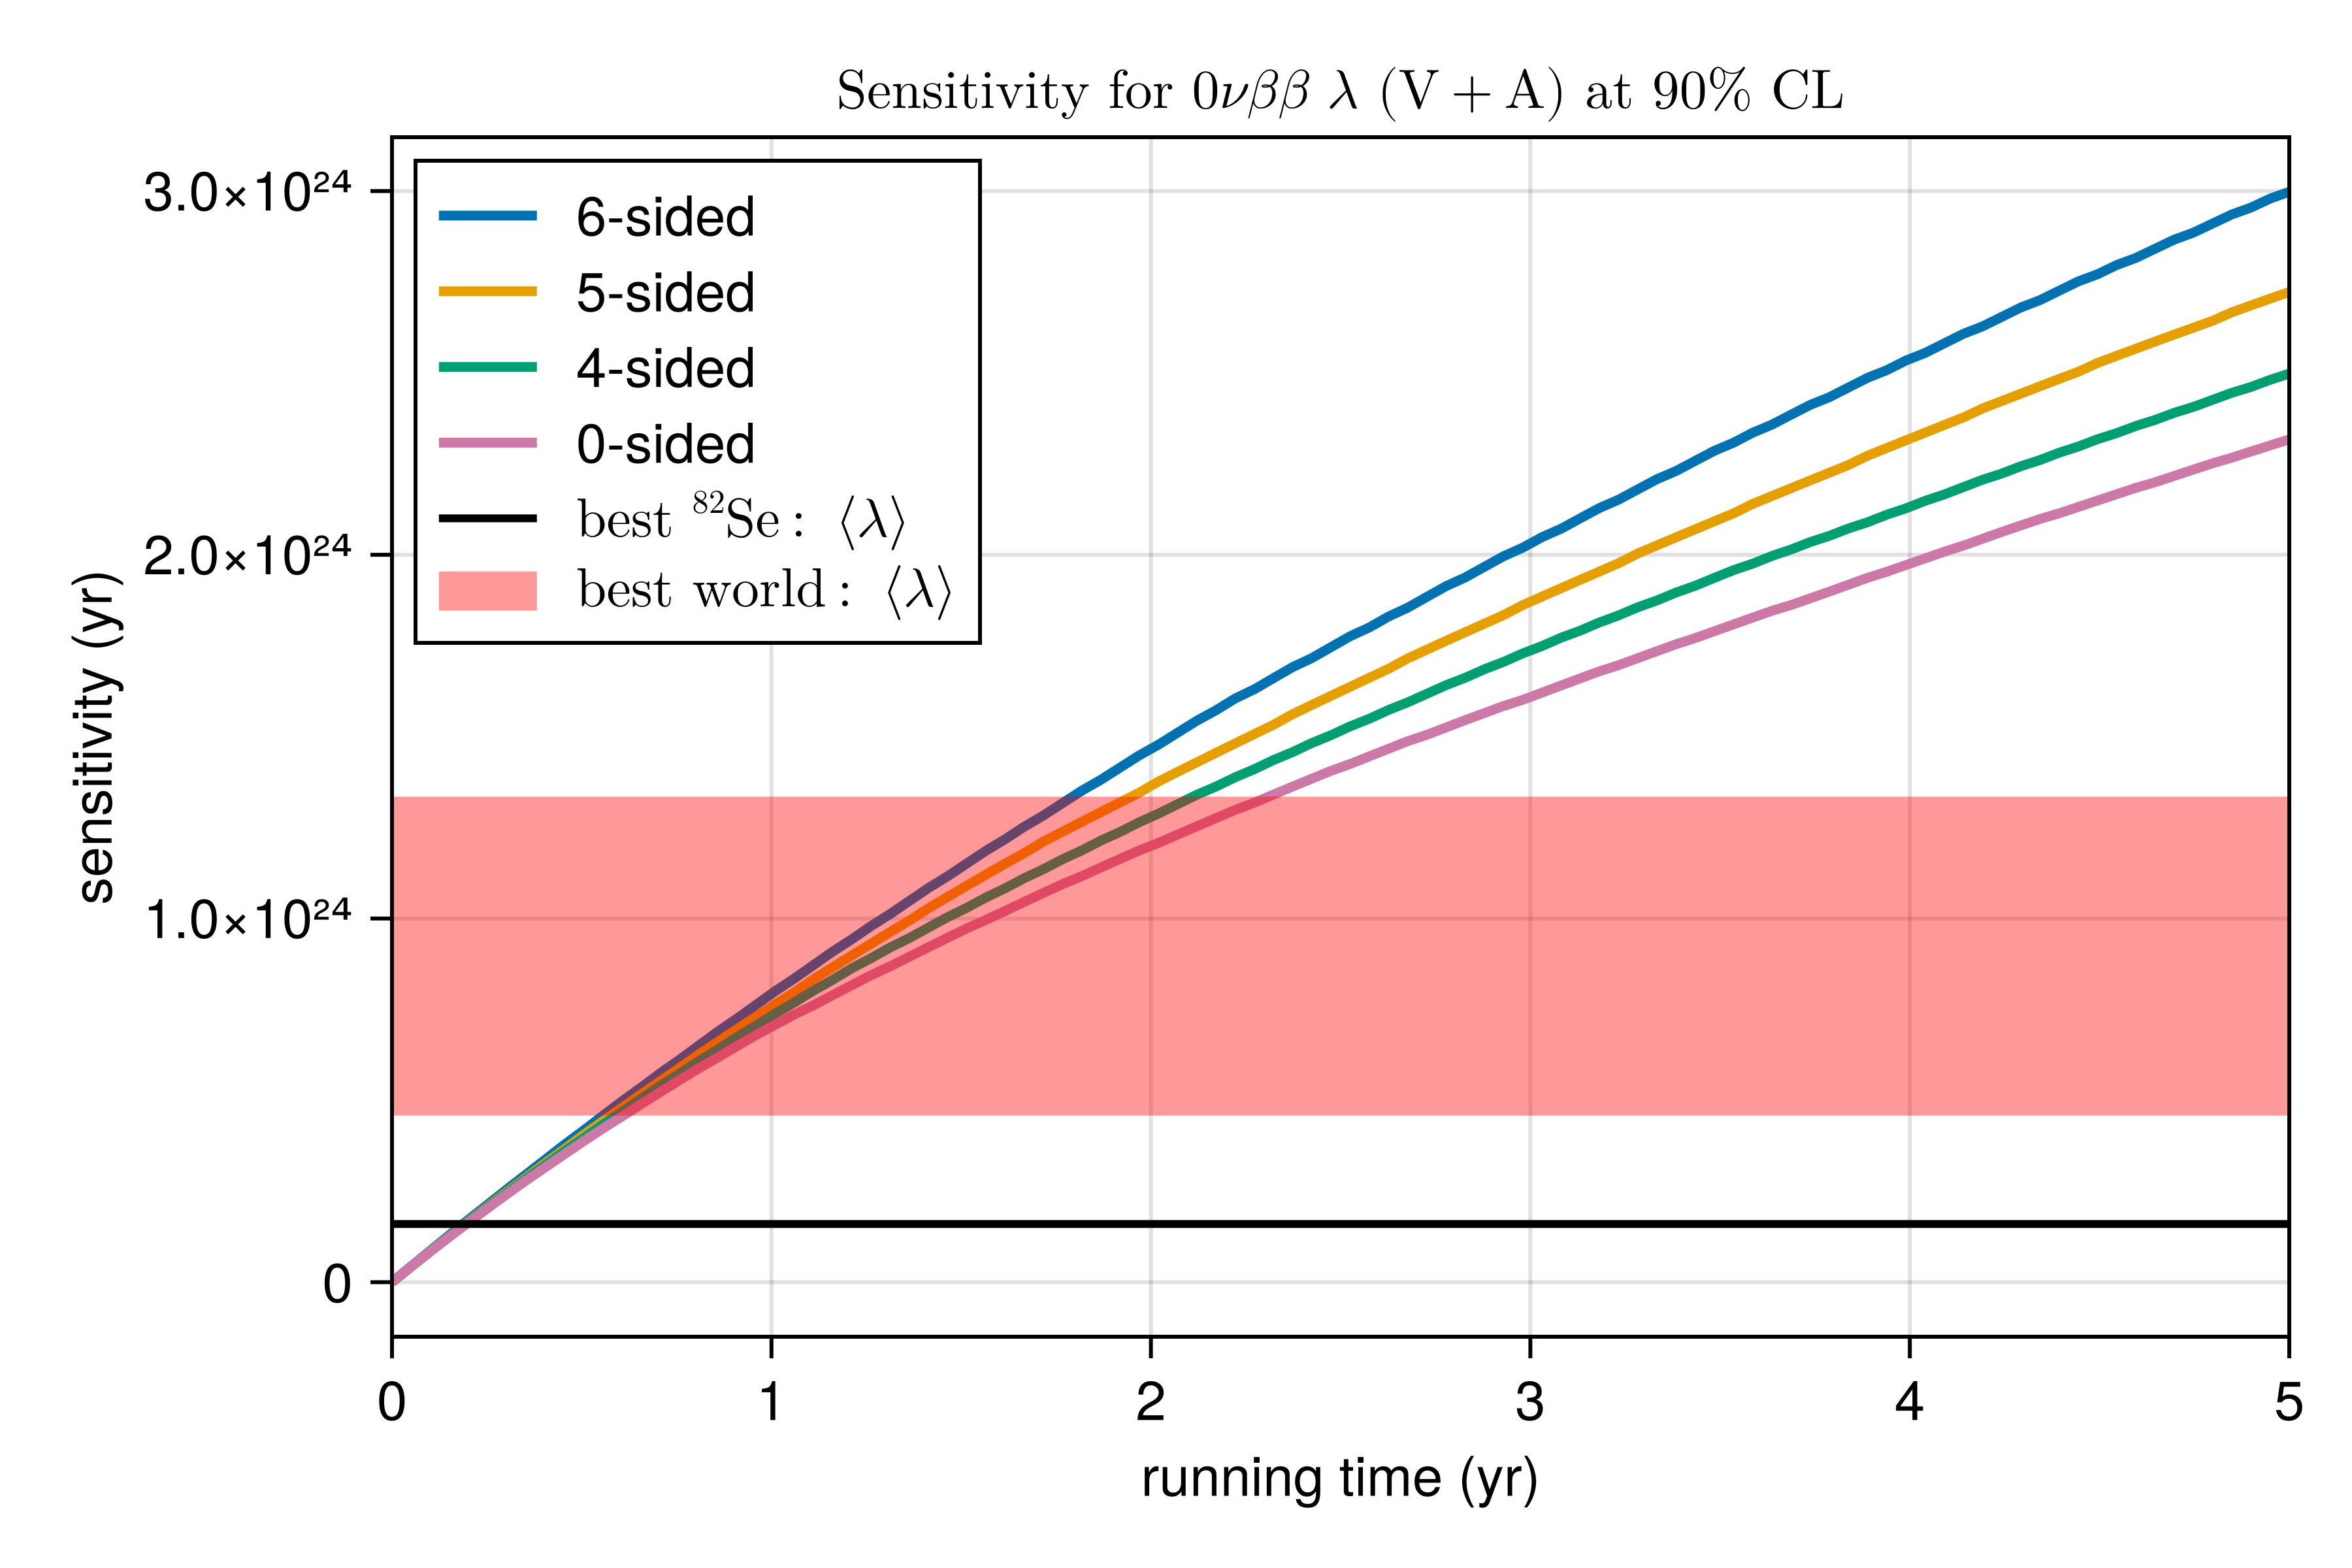 Sensitivity for 0νββ λ (V + A) at 90% CL
3.0×10²⁴
2.0×10²⁴
1.0×10²⁴
0
sensitivity (yr)
6-sided
5-sided
4-sided
0-sided
best ⁸²Se : ⟨λ⟩
best world : ⟨λ⟩
0 1 2 3 4 5
running time (yr)